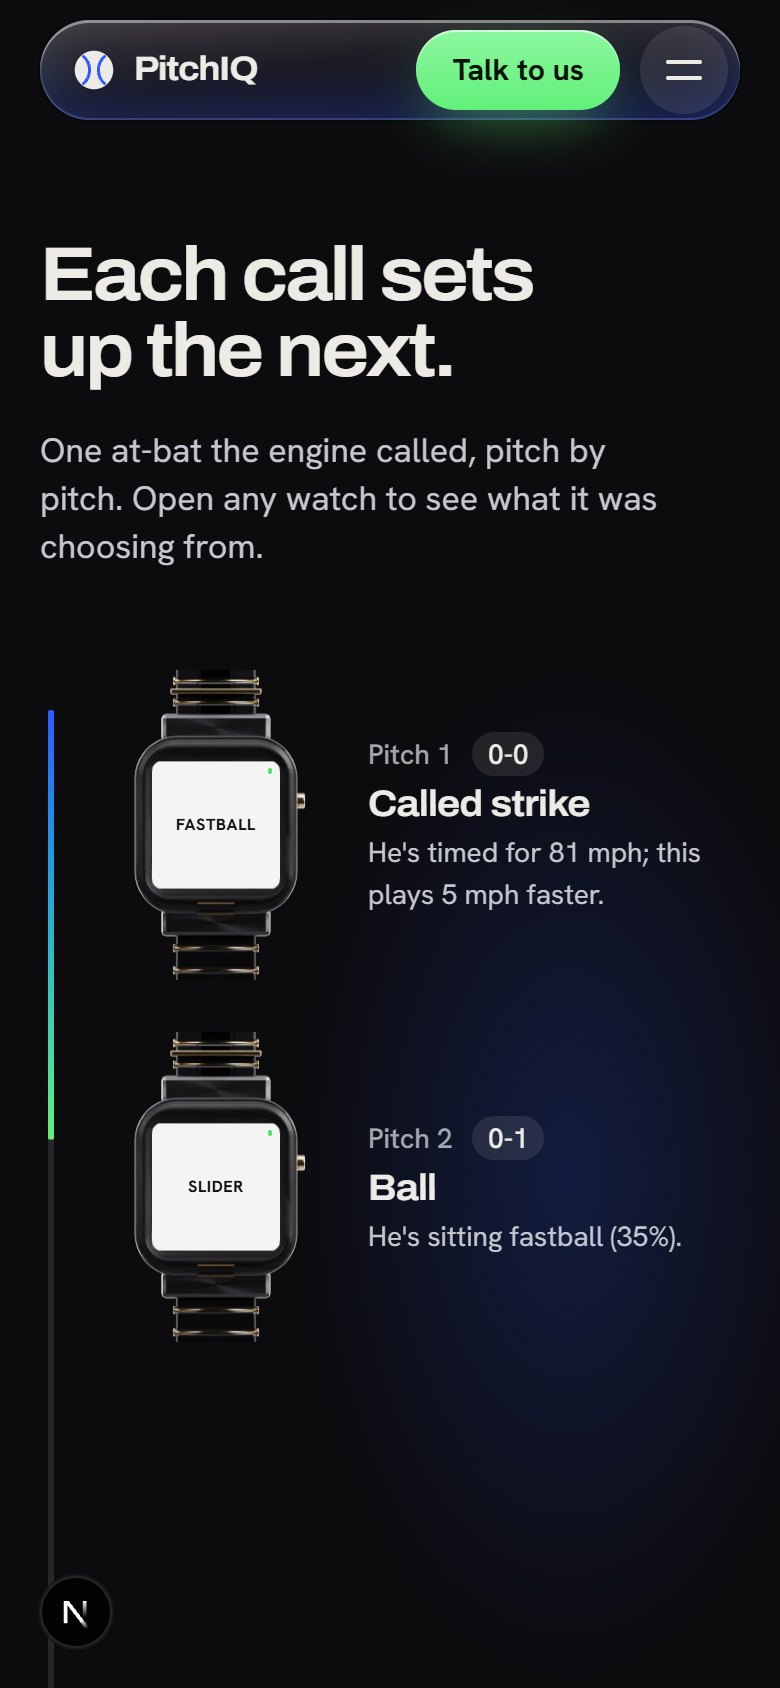 PitchIQ
Talk to us
Each call sets
up the next.
One at-bat the engine called, pitch by
pitch. Open any watch to see what it was
choosing from.
FASTBALL
Pitch 1 0-0
Called strike
He's timed for 81 mph; this
plays 5 mph faster.
SLIDER
Pitch 2 0-1
Ball
He's sitting fastball (35%).
N